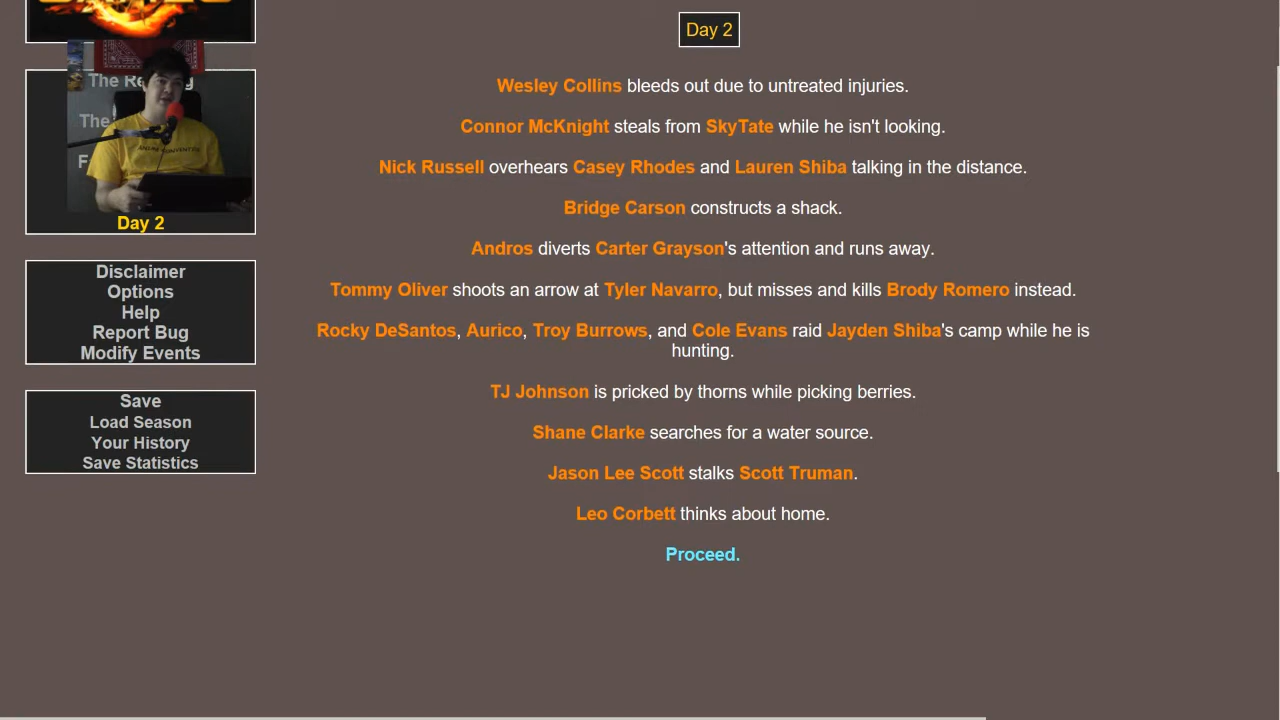 Day 2
Wesley Collins bleeds out due to untreated injuries.
Connor McKnight steals from SkyTate while he isn't looking.
Nick Russell overhears Casey Rhodes and Lauren Shiba talking in the distance.
Bridge Carson constructs a shack.
Andros diverts Carter Grayson's attention and runs away.
Tommy Oliver shoots an arrow at Tyler Navarro, but misses and kills Brody Romero instead.
Rocky DeSantos, Aurico, Troy Burrows, and Cole Evans raid Jayden Shiba's camp while he is
hunting.
TJ Johnson is pricked by thorns while picking berries.
Shane Clarke searches for a water source.
Jason Lee Scott stalks Scott Truman.
Leo Corbett thinks about home.
Proceed.
The Re
The
Day 2
Disclaimer
Options
Help
Report Bug
Modify Events
Save
Load Season
Your History
Save Statistics